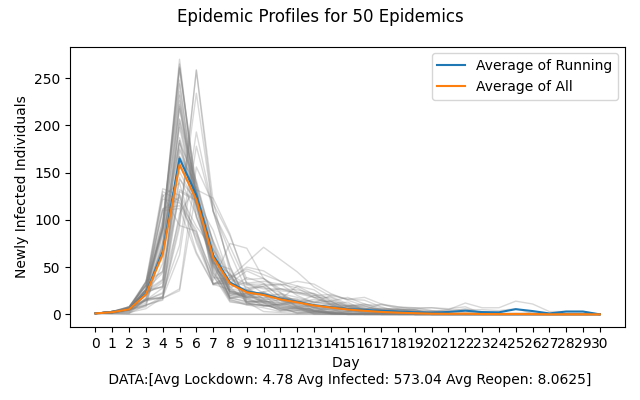 Epidemic Profiles for 50 Epidemics
Average of Running
Average of All
Newly Infected Individuals
250
200
150
100
50
0
0 1 2 3 4 5 6 7 8 9 10 11 12 13 14 15 16 17 18 19 20 21 22 23 24 25 26 27 28 29 30
Day
DATA:[Avg Lockdown: 4.78 Avg Infected: 573.04 Avg Reopen: 8.0625]